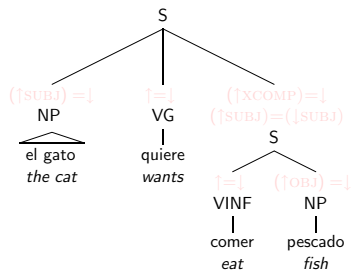 S
(↑SUBJ) =↓ ↑=↓ (↑XCOMP)=↓
NP VG (↑SUBJ)=(↓SUBJ)
S
el gato quiere
the cat wants
↑=↓ (↑OBJ) =↓
VINF NP
comer pescado
eat fish